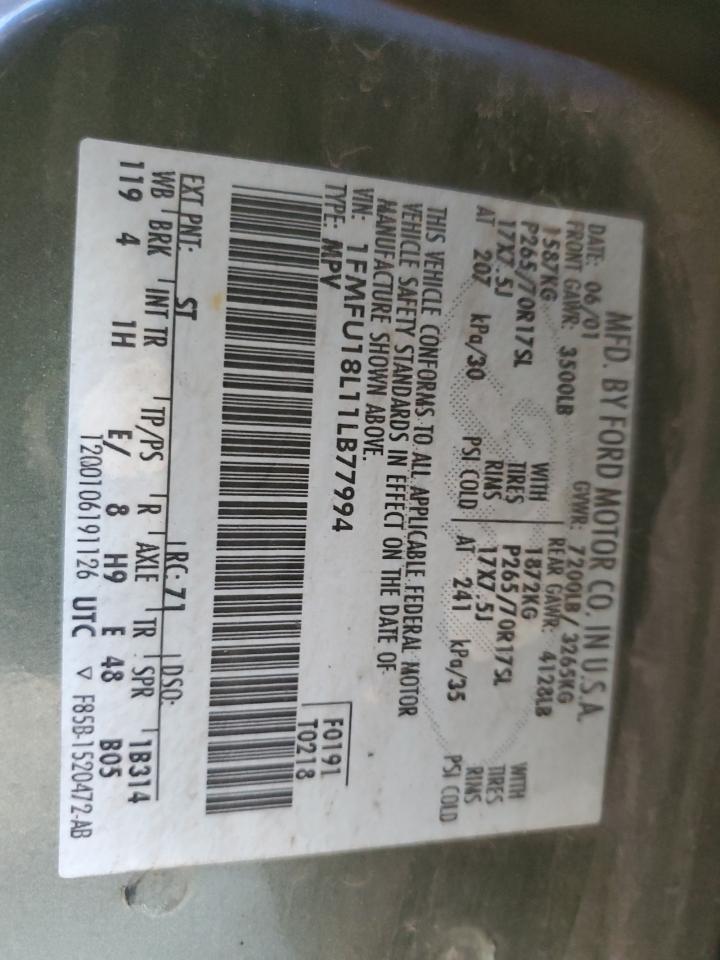 MFD. BY FORD MOTOR CO. IN U.S.A.
DATE: 06/01 GVWR: 7200LB/ 3265KG
FRONT GAWR: 3500LB REAR GAWR: 4128LB
1587KG WITH 1872KG WITH
P265/70R17SL TIRES P265/70R17SL TIRES
17X7.5J RIMS 17X7.5J RIMS
AT 207 kPa/30 PSI COLD AT 241 kPa/35 PSI COLD
THIS VEHICLE CONFORMS TO ALL APPLICABLE FEDERAL MOTOR
VEHICLE SAFETY STANDARDS IN EFFECT ON THE DATE OF
MANUFACTURE SHOWN ABOVE.
VIN: 1FMFU18L11LB77994 F0191
TYPE: MPV T0218
EXT PNT: ST RC: 71 DSO:
WB BRK INT TR TP/PS R AXLE TR SPR 1B314
119 4 1H E/ 8 H9 E 48 B05
120010619112​6 UTC ▽ F85B-1520472-AB